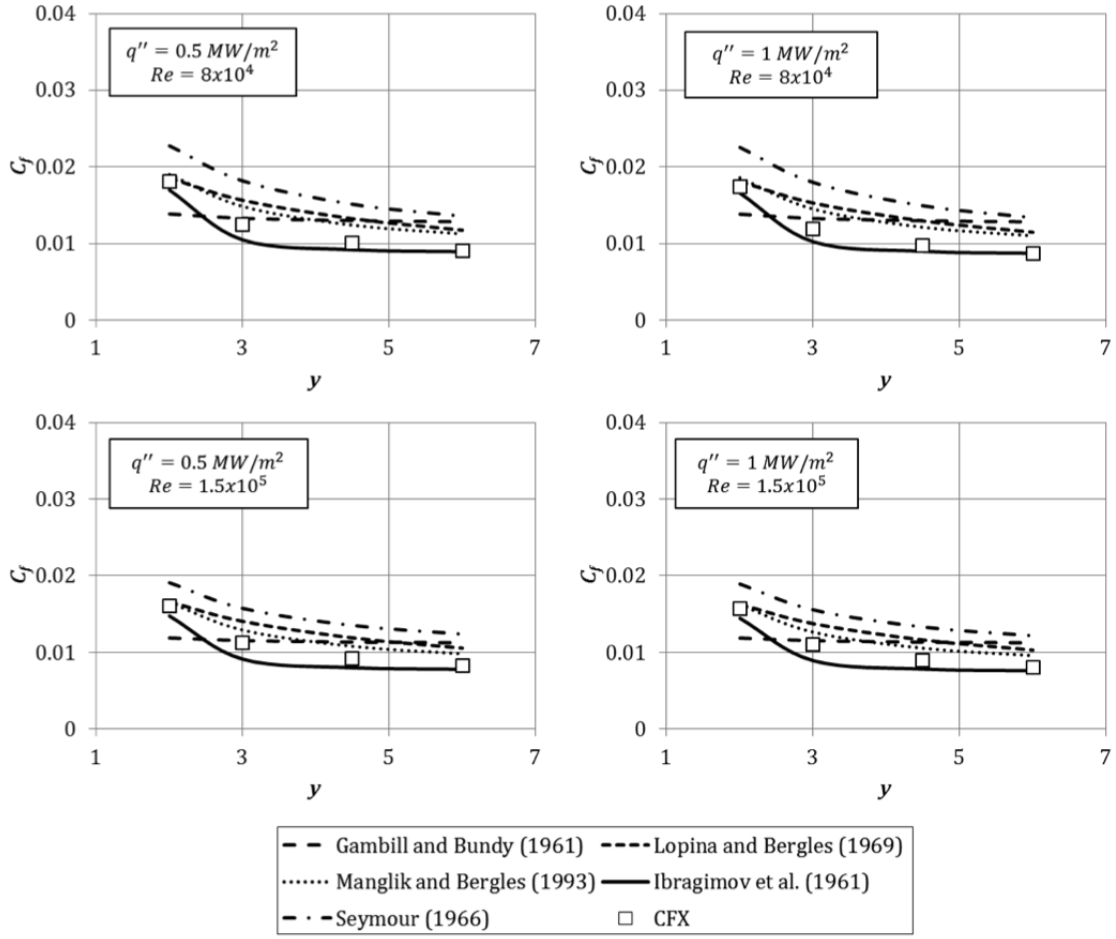 0.04
0.03
0.02
0.01
0
C_f
q′′ = 0.5 MW/m²
Re = 8x10⁴
1 3 5 7
y
0.04
0.03
0.02
0.01
0
C_f
q′′ = 1 MW/m²
Re = 8x10⁴
1 3 5 7
y
0.04
0.03
0.02
0.01
0
C_f
q′′ = 0.5 MW/m²
Re = 1.5x10⁵
1 3 5 7
y
0.04
0.03
0.02
0.01
0
C_f
q′′ = 1 MW/m²
Re = 1.5x10⁵
1 3 5 7
y
Gambill and Bundy (1961) Lopina and Bergles (1969)
Manglik and Bergles (1993) Ibragimov et al. (1961)
Seymour (1966) CFX